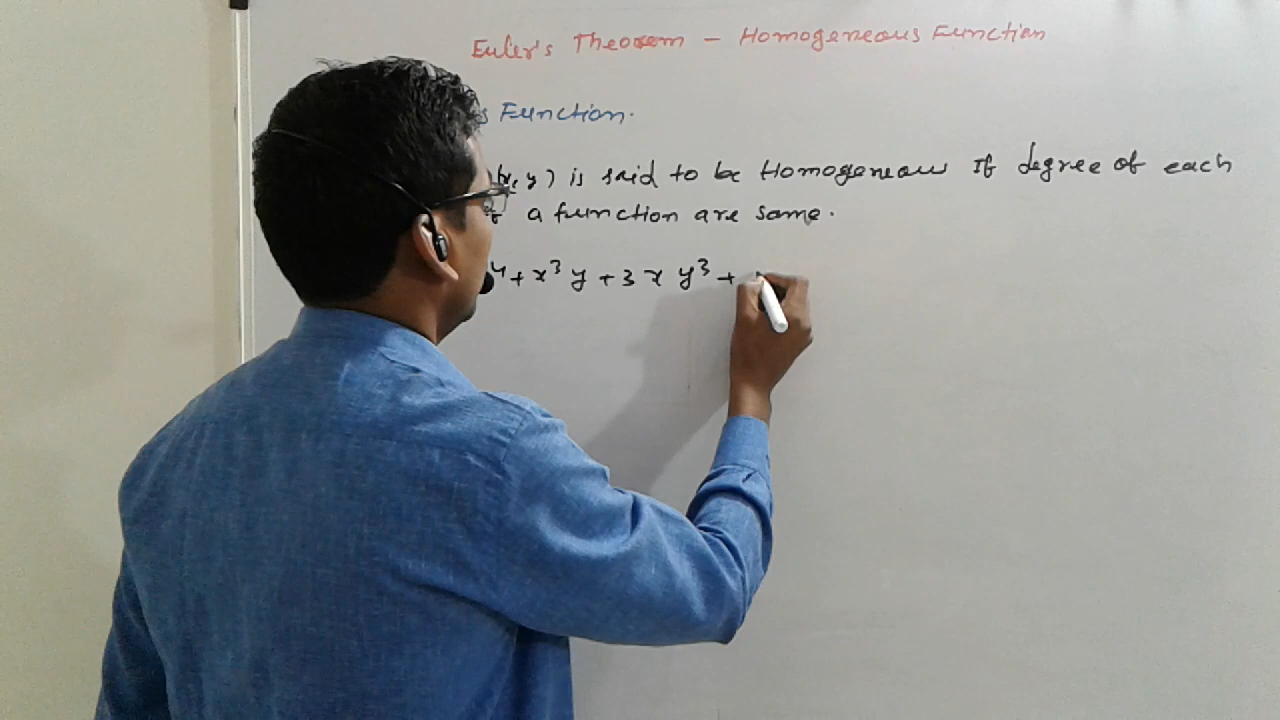 Euler's Theorem – Homogeneous Function
s Function.
x, y) is said to be Homogeneous If degree of each
a function are same.
4 + x³ y + 3 x y³ +